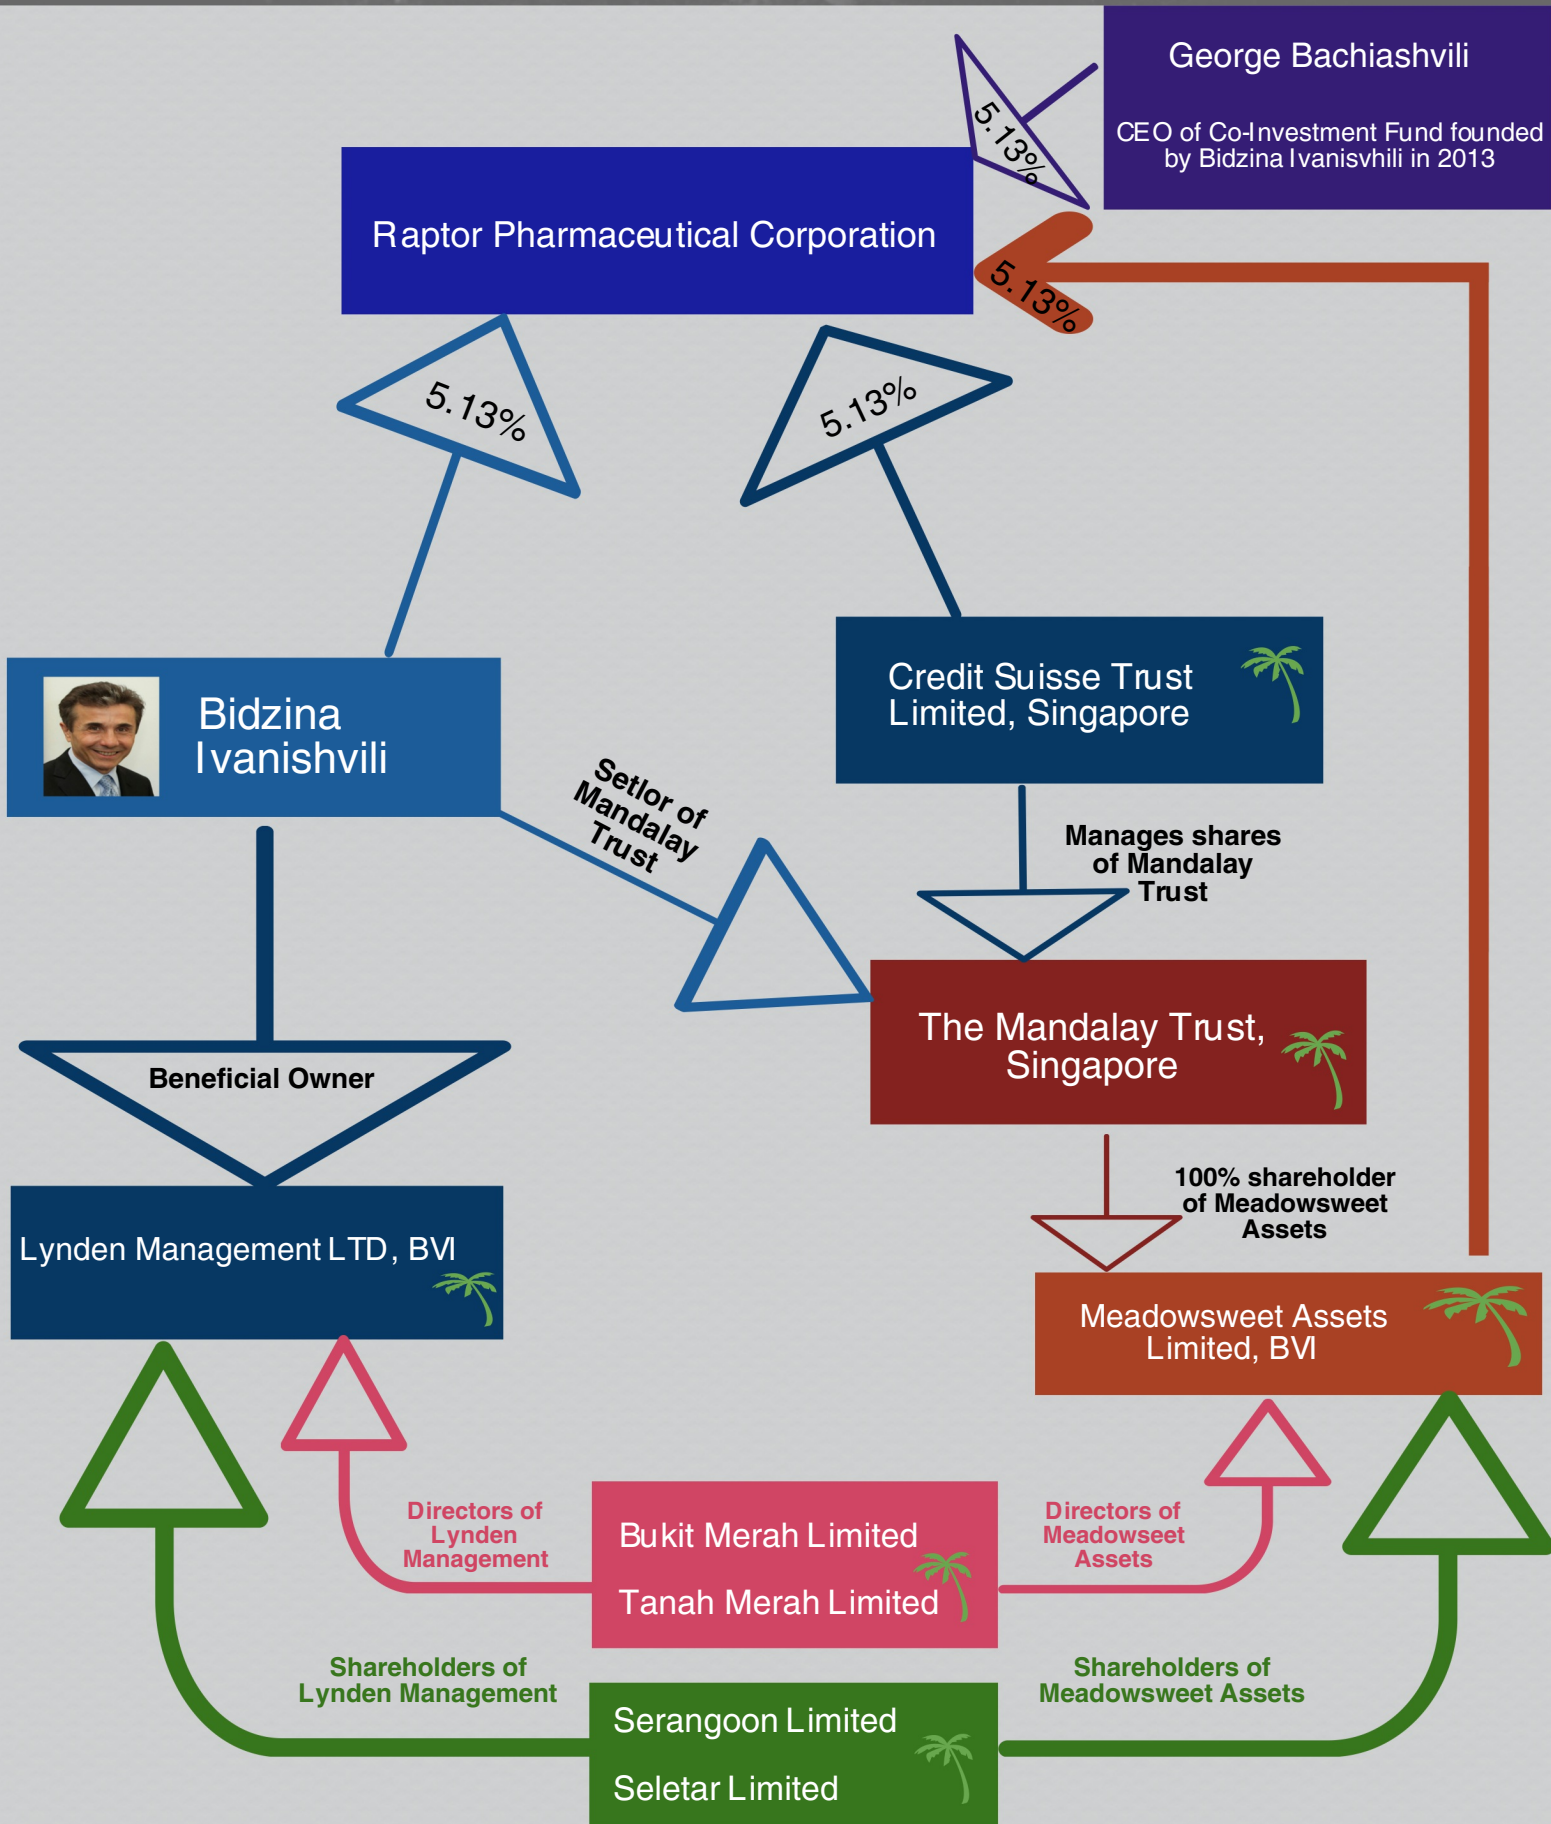 George Bachiashvili
CEO of Co-Investment Fund founded
by Bidzina Ivanisvhili in 2013
5.13%
Raptor Pharmaceutical Corporation
5.13%
5.13%
5.13%
Credit Suisse Trust
Limited, Singapore
Bidzina
Ivanishvili
Setlor of
Mandalay
Trust
Manages shares
of Mandalay
Trust
The Mandalay Trust,
Singapore
Beneficial Owner
100% shareholder
of Meadowsweet
Assets
Lynden Management LTD, BVI
Meadowsweet Assets
Limited, BVI
Directors of
Lynden
Management
Bukit Merah Limited
Tanah Merah Limited
Directors of
Meadowseet
Assets
Shareholders of
Lynden Management
Shareholders of
Meadowsweet Assets
Serangoon Limited
Seletar Limited